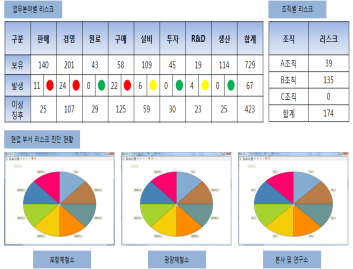 업무분야별 리스크
조직별 리스크
구분 판매 경영 원료 구매 설비 투자 R&D 생산 합계
보유 140 201 43 58 109 45 19 114 729
발생 11 24 0 22 6 0 4 0 67
이상
징후 25 107 29 125 59 30 23 25 423
조직 리스크
A조직 39
B조직 135
C조직 0
합계 174
현업 부서 리스크 진단 현황
포항제철소
광양제철소
본사 및 연구소